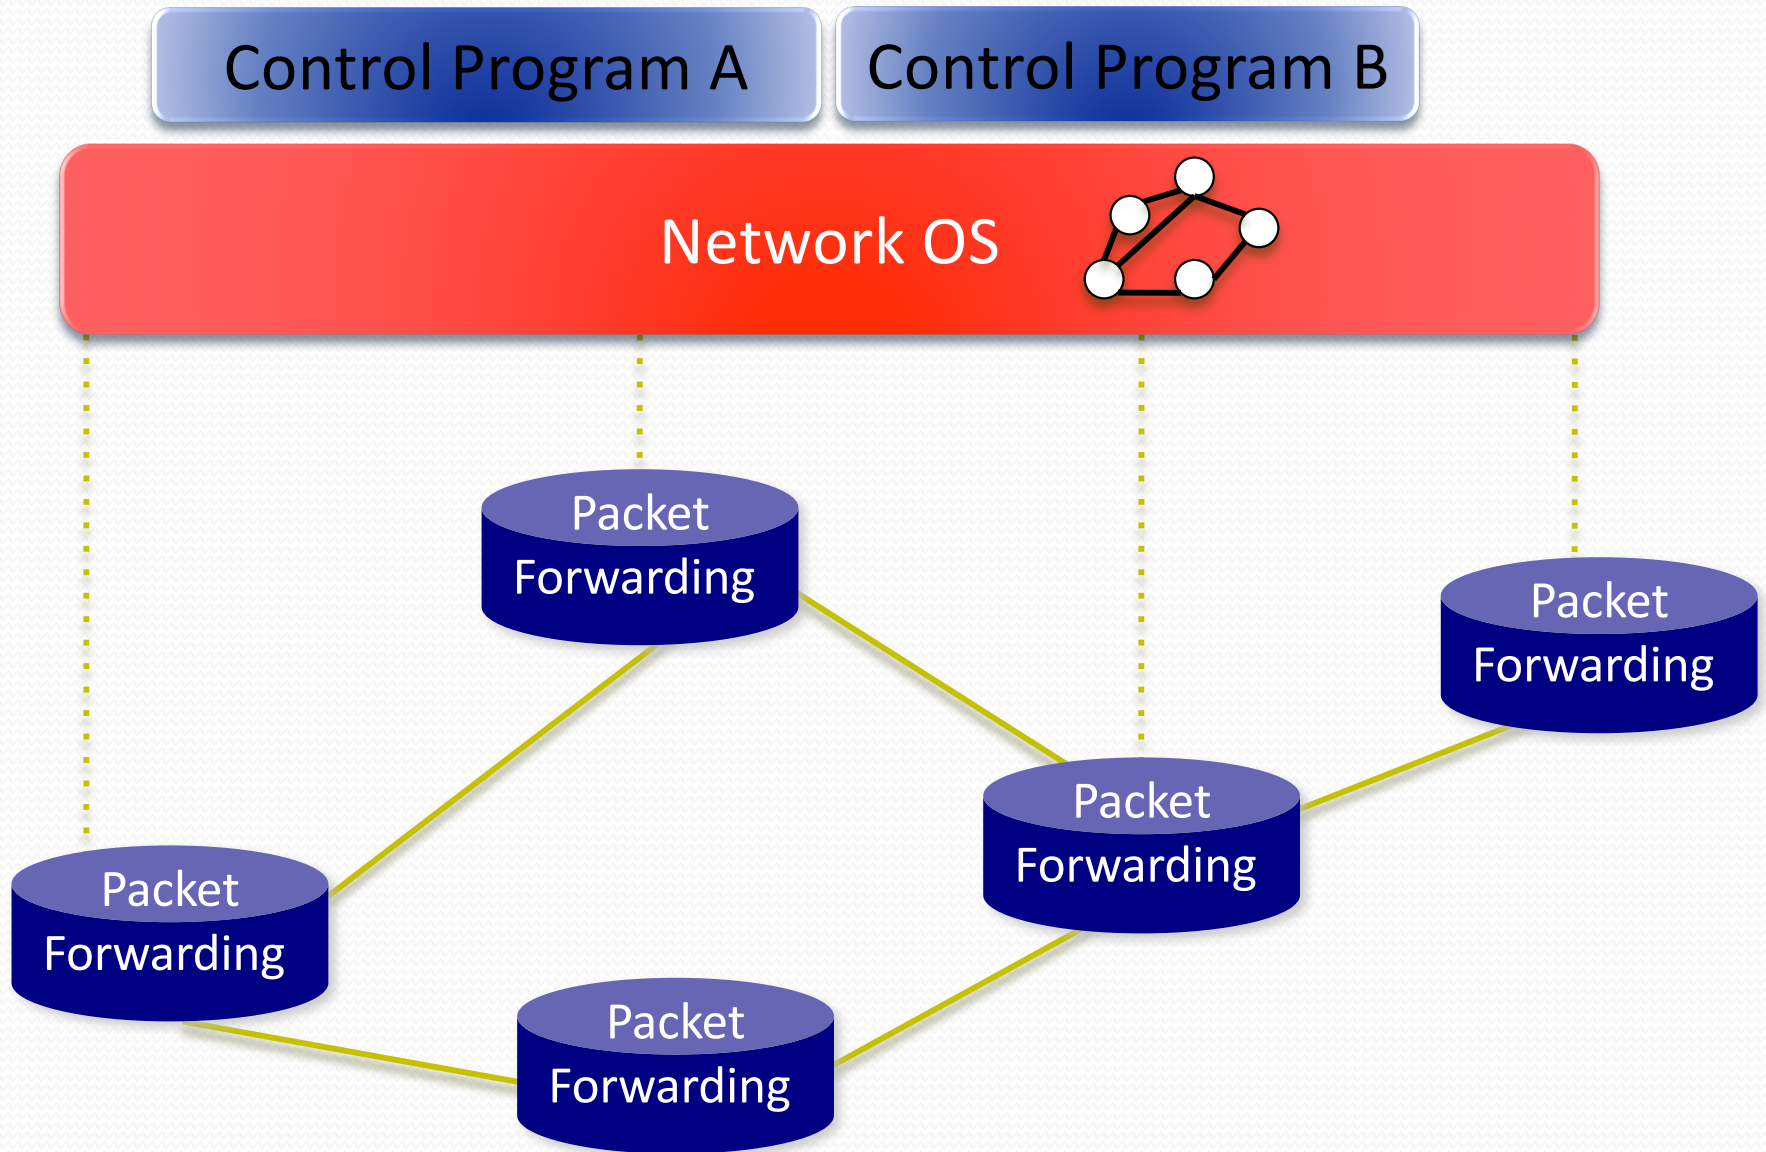 Control Program A
Control Program B
Network OS
Packet
Forwarding
Packet
Forwarding
Packet
Forwarding
Packet
Forwarding
Packet
Forwarding